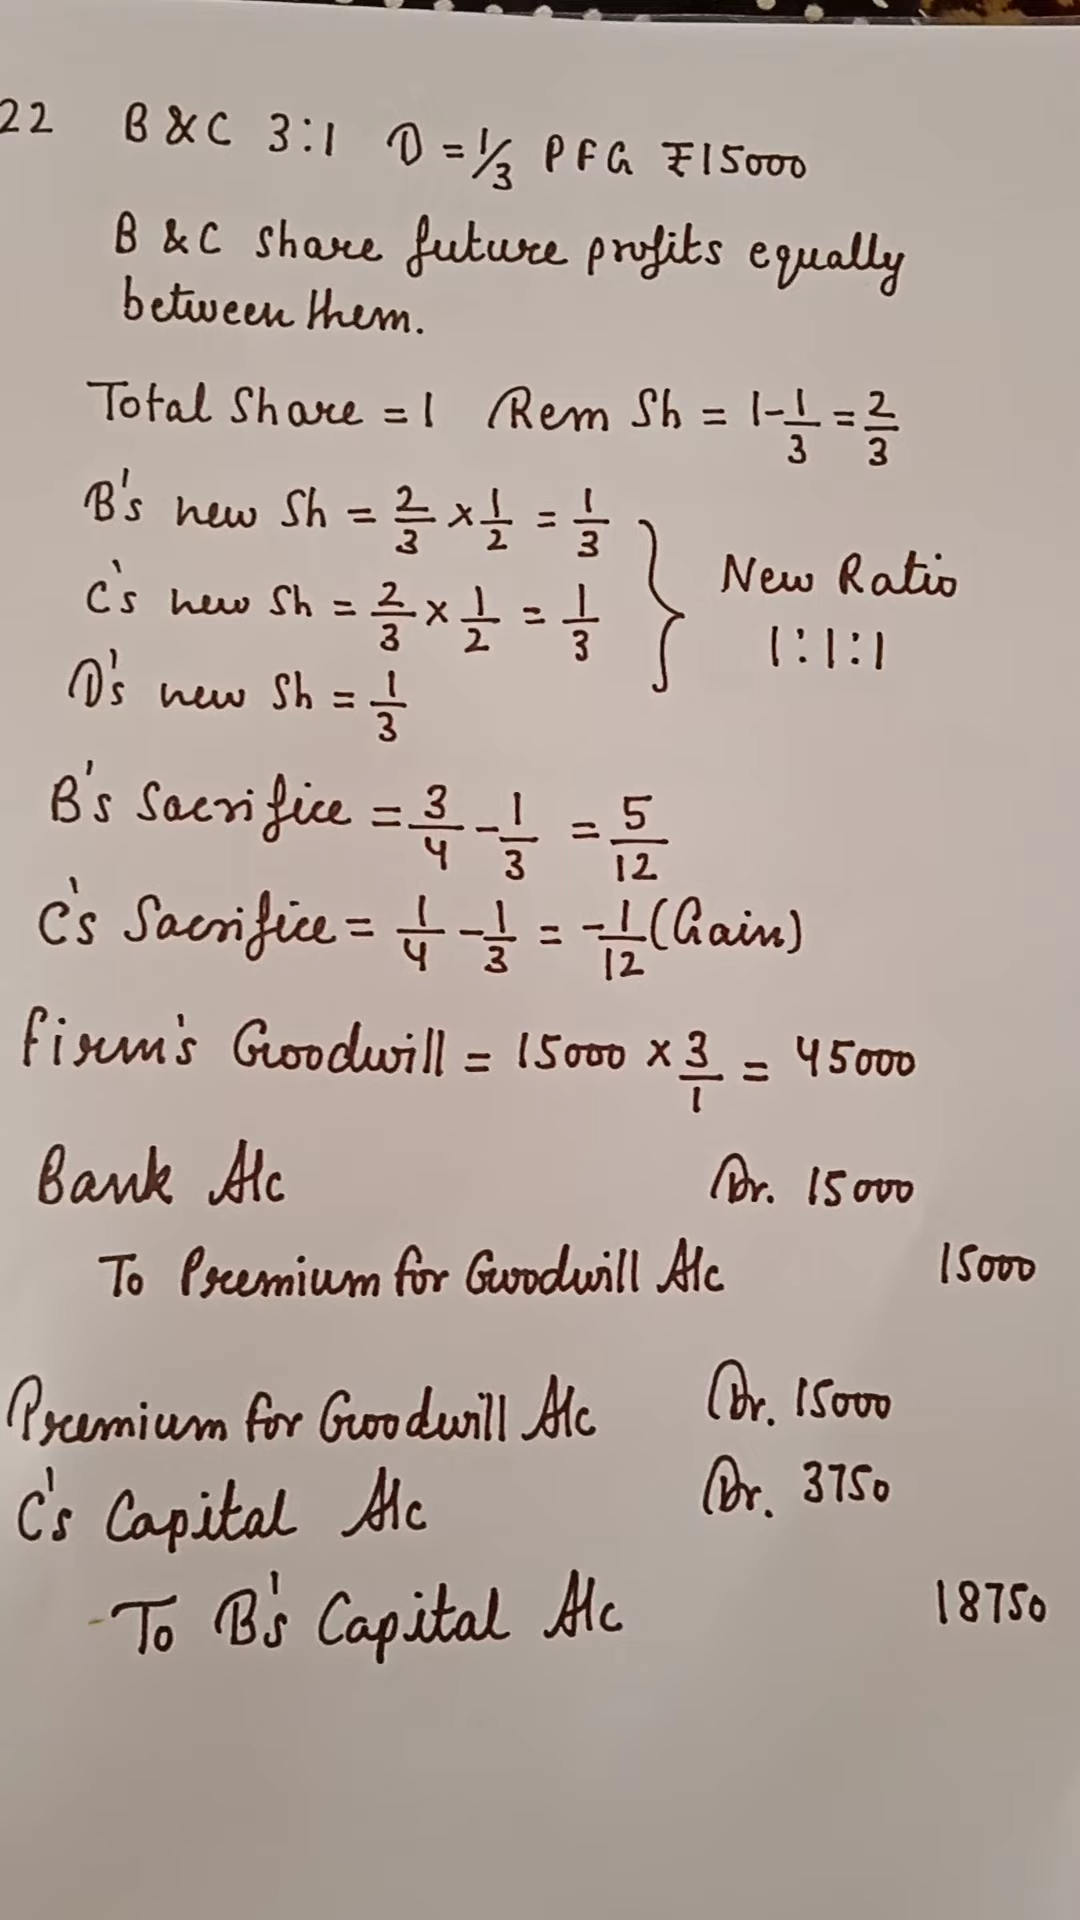 22 B & C 3:1 D = 1/3 PFG ₹15000
B & C share future profits equally
between them.
Total Share = 1 Rem Sh = 1 - 1/3 = 2/3
B's new Sh = 2/3 × 1/2 = 1/3
C's new Sh = 2/3 × 1/2 = 1/3
D's new Sh = 1/3
New Ratio
1:1:1
B's Sacrifice = 3/4 - 1/3 = 5/12
C's Sacrifice = 1/4 - 1/3 = -1/12 (Gain)
Firm's Goodwill = 15000 × 3/1 = 45000
Bank A/c Dr. 15000
To Premium for Goodwill A/c 15000
Premium for Goodwill A/c Dr. 15000
C's Capital A/c Dr. 3750
To B's Capital A/c 18750